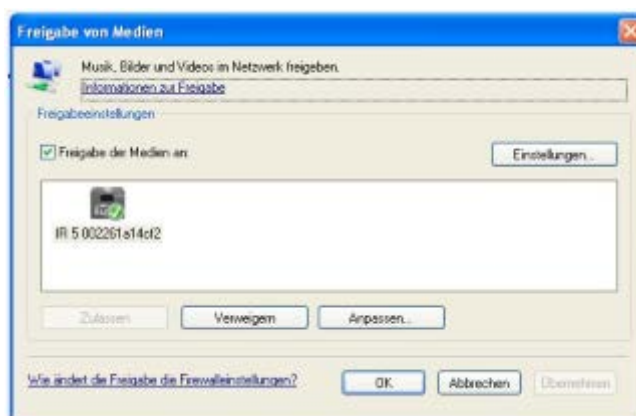 Freigabe von Medien
Musik, Bilder und Videos im Netzwerk freigeben.
Informationen zur Freigabe
Freigabeeinstellungen
Freigabe der Medien an:
Einstellungen...
IR 5 002261a14cf2
Zulassen
Verweigern
Anpassen...
Wie ändert die Freigabe die Firewalleinstellungen?
OK
Abbrechen
Übernehmen